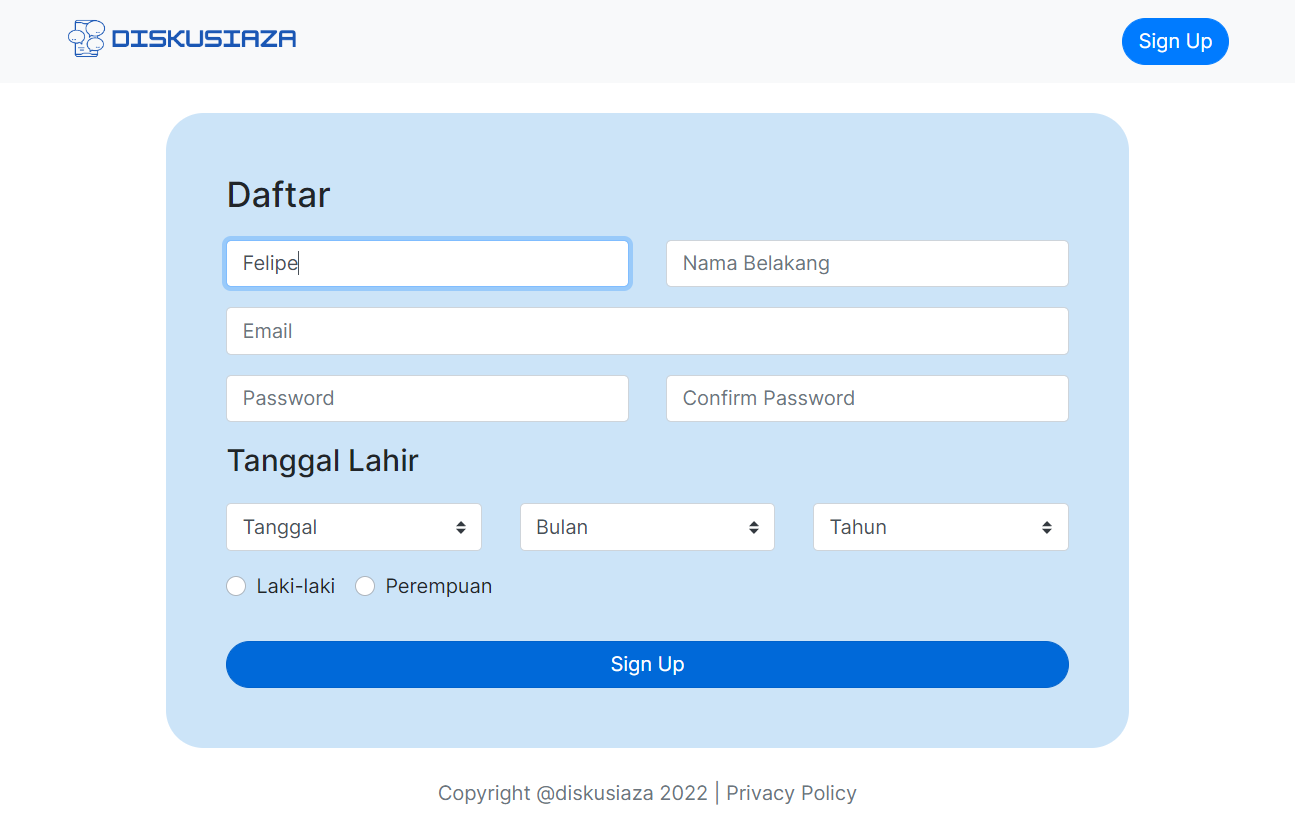 DISKUSIAZA
Sign Up
Daftar
Felipe
Nama Belakang
Email
Password
Confirm Password
Tanggal Lahir
Tanggal
Bulan
Tahun
Laki-laki
Perempuan
Sign Up
Copyright @diskusiaza 2022 | Privacy Policy